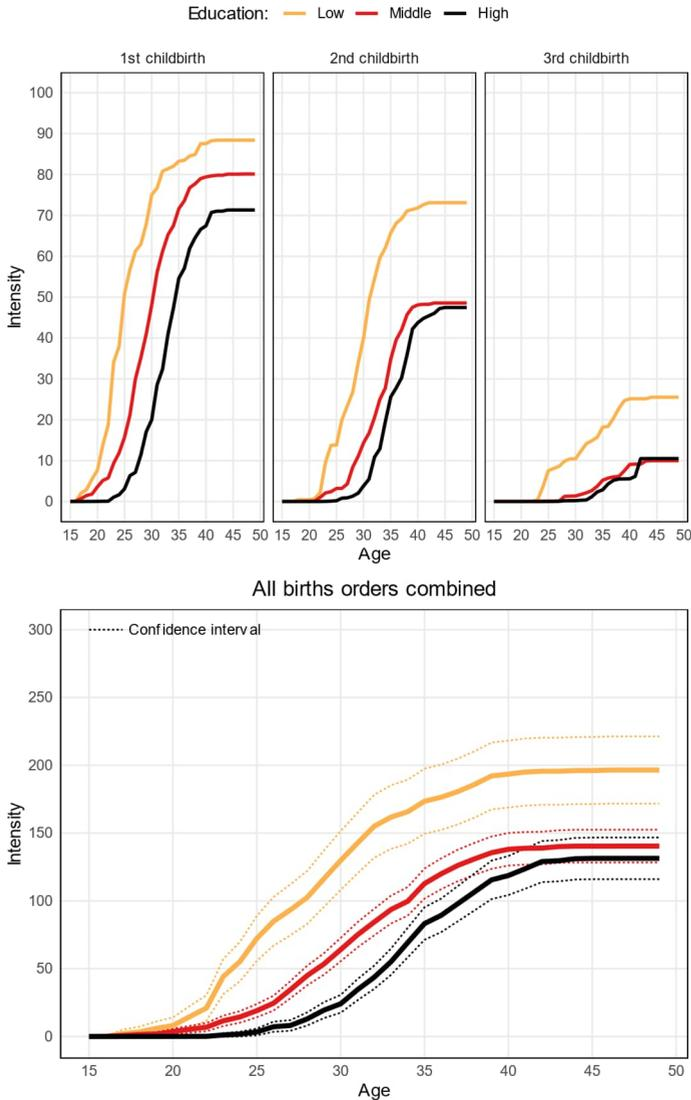 Education: Low Middle High
1st childbirth 2nd childbirth 3rd childbirth
100
90
80
70
60
50
40
30
20
10
0
Intensity
15 20 25 30 35 40 45 50 15 20 25 30 35 40 45 50 15 20 25 30 35 40 45 50
Age
All births orders combined
300
Confidence interval
250
200
150
100
50
0
Intensity
15 20 25 30 35 40 45 50
Age